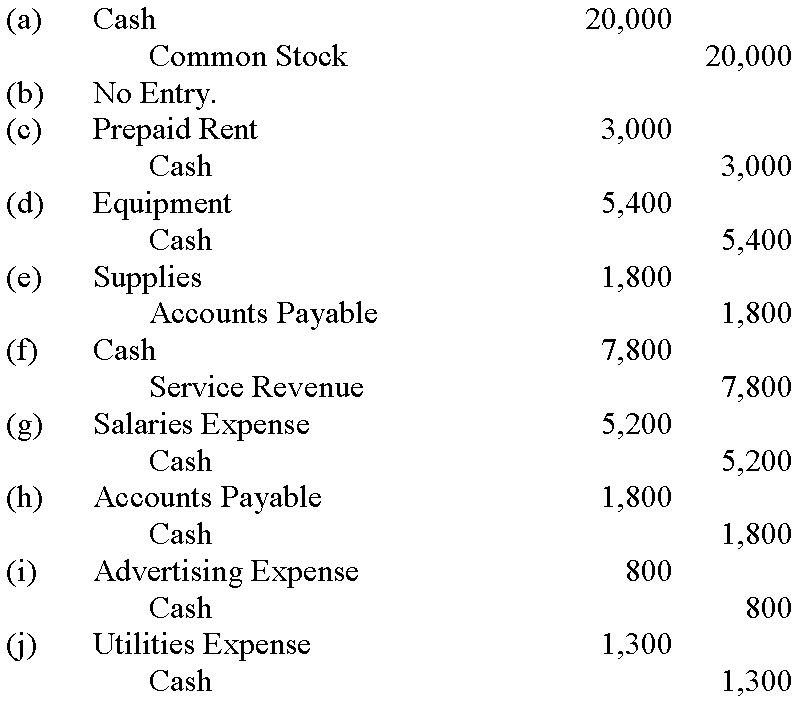 (a) Cash 20,000
Common Stock 20,000
(b) No Entry.
(c) Prepaid Rent 3,000
Cash 3,000
(d) Equipment 5,400
Cash 5,400
(e) Supplies 1,800
Accounts Payable 1,800
(f) Cash 7,800
Service Revenue 7,800
(g) Salaries Expense 5,200
Cash 5,200
(h) Accounts Payable 1,800
Cash 1,800
(i) Advertising Expense 800
Cash 800
(j) Utilities Expense 1,300
Cash 1,300